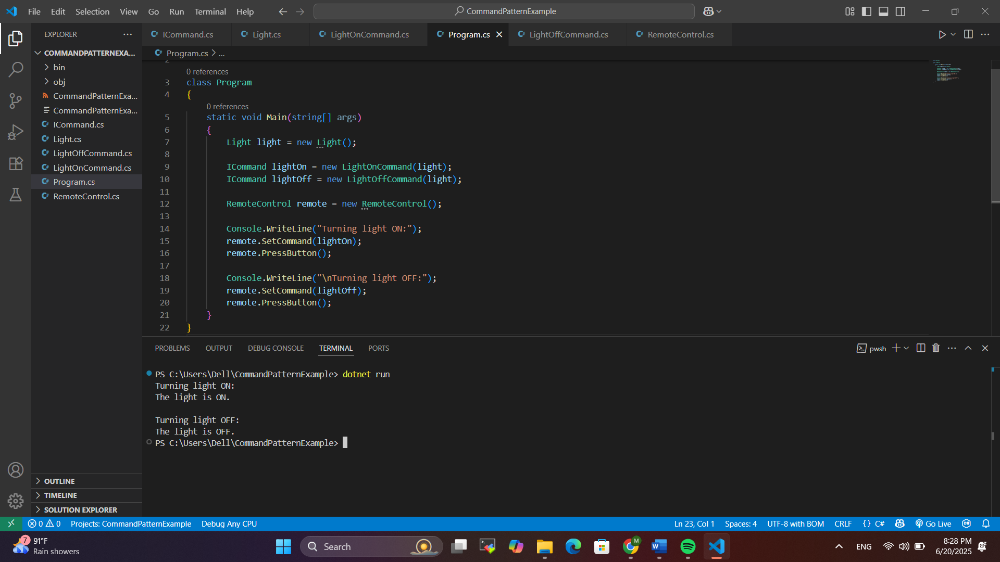 File Edit Selection View Go Run Terminal Help
CommandPatternExample
EXPLORER
ICommand.cs
Light.cs
LightOnCommand.cs
Program.cs
LightOffCommand.cs
RemoteControl.cs
COMMANDPATTERNEXA...
bin
obj
CommandPatternExa...
CommandPatternExa...
ICommand.cs
Light.cs
LightOffCommand.cs
LightOnCommand.cs
Program.cs
RemoteControl.cs
OUTLINE
TIMELINE
SOLUTION EXPLORER
Program.cs > ...
2
0 references
3 class Program
4 {
0 references
5 static void Main(string[] args)
6 {
7 Light light = new Light();
8
9 ICommand lightOn = new LightOnCommand(light);
10 ICommand lightOff = new LightOffCommand(light);
11
12 RemoteControl remote = new RemoteControl();
13
14 Console.WriteLine("Turning light ON:");
15 remote.SetCommand(lightOn);
16 remote.PressButton();
17
18 Console.WriteLine("\nTurning light OFF:");
19 remote.SetCommand(lightOff);
20 remote.PressButton();
21 }
22 }
PROBLEMS OUTPUT DEBUG CONSOLE TERMINAL PORTS
pwsh
PS C:\Users\Dell\CommandPatternExample> dotnet run
Turning light ON:
The light is ON.
Turning light OFF:
The light is OFF.
PS C:\Users\Dell\CommandPatternExample>
0 0 Projects: CommandPatternExample Debug Any CPU
Ln 23, Col 1 Spaces: 4 UTF-8 with BOM CRLF {} C# Go Live
7
91°F
Rain showers
Search
M
ENG
8:28 PM
6/20/2025